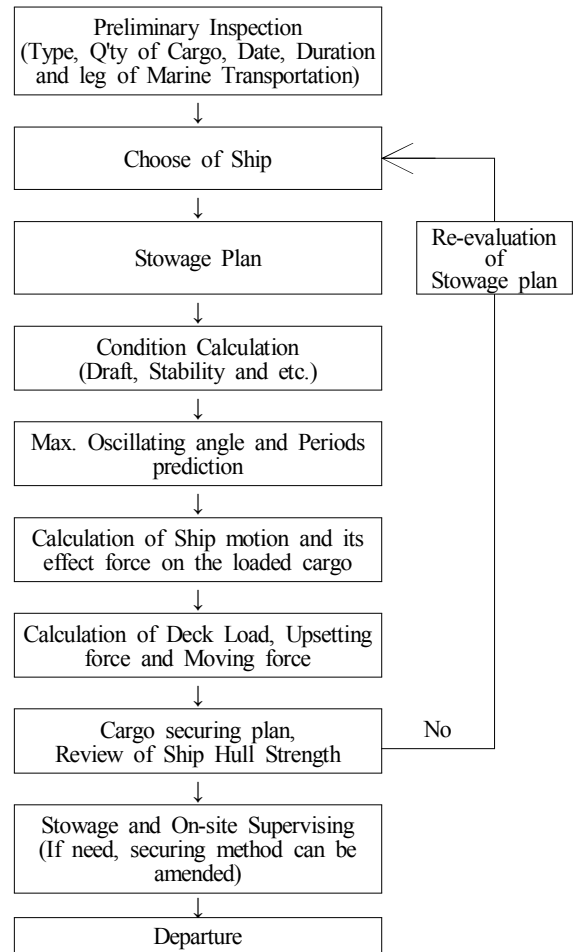 Preliminary Inspection
(Type, Q'ty of Cargo, Date, Duration
and leg of Marine Transportation)
↓
Choose of Ship
↓
Re-evaluation
of
Stowage plan
Stowage Plan
↓
Condition Calculation
(Draft, Stability and etc.)
↓
Max. Oscillating angle and Periods
prediction
↓
Calculation of Ship motion and its
effect force on the loaded cargo
↓
Calculation of Deck Load, Upsetting
force and Moving force
↓
Cargo securing plan,
Review of Ship Hull Strength
No
↓
Stowage and On-site Supervising
(If need, securing method can be
amended)
↓
Departure